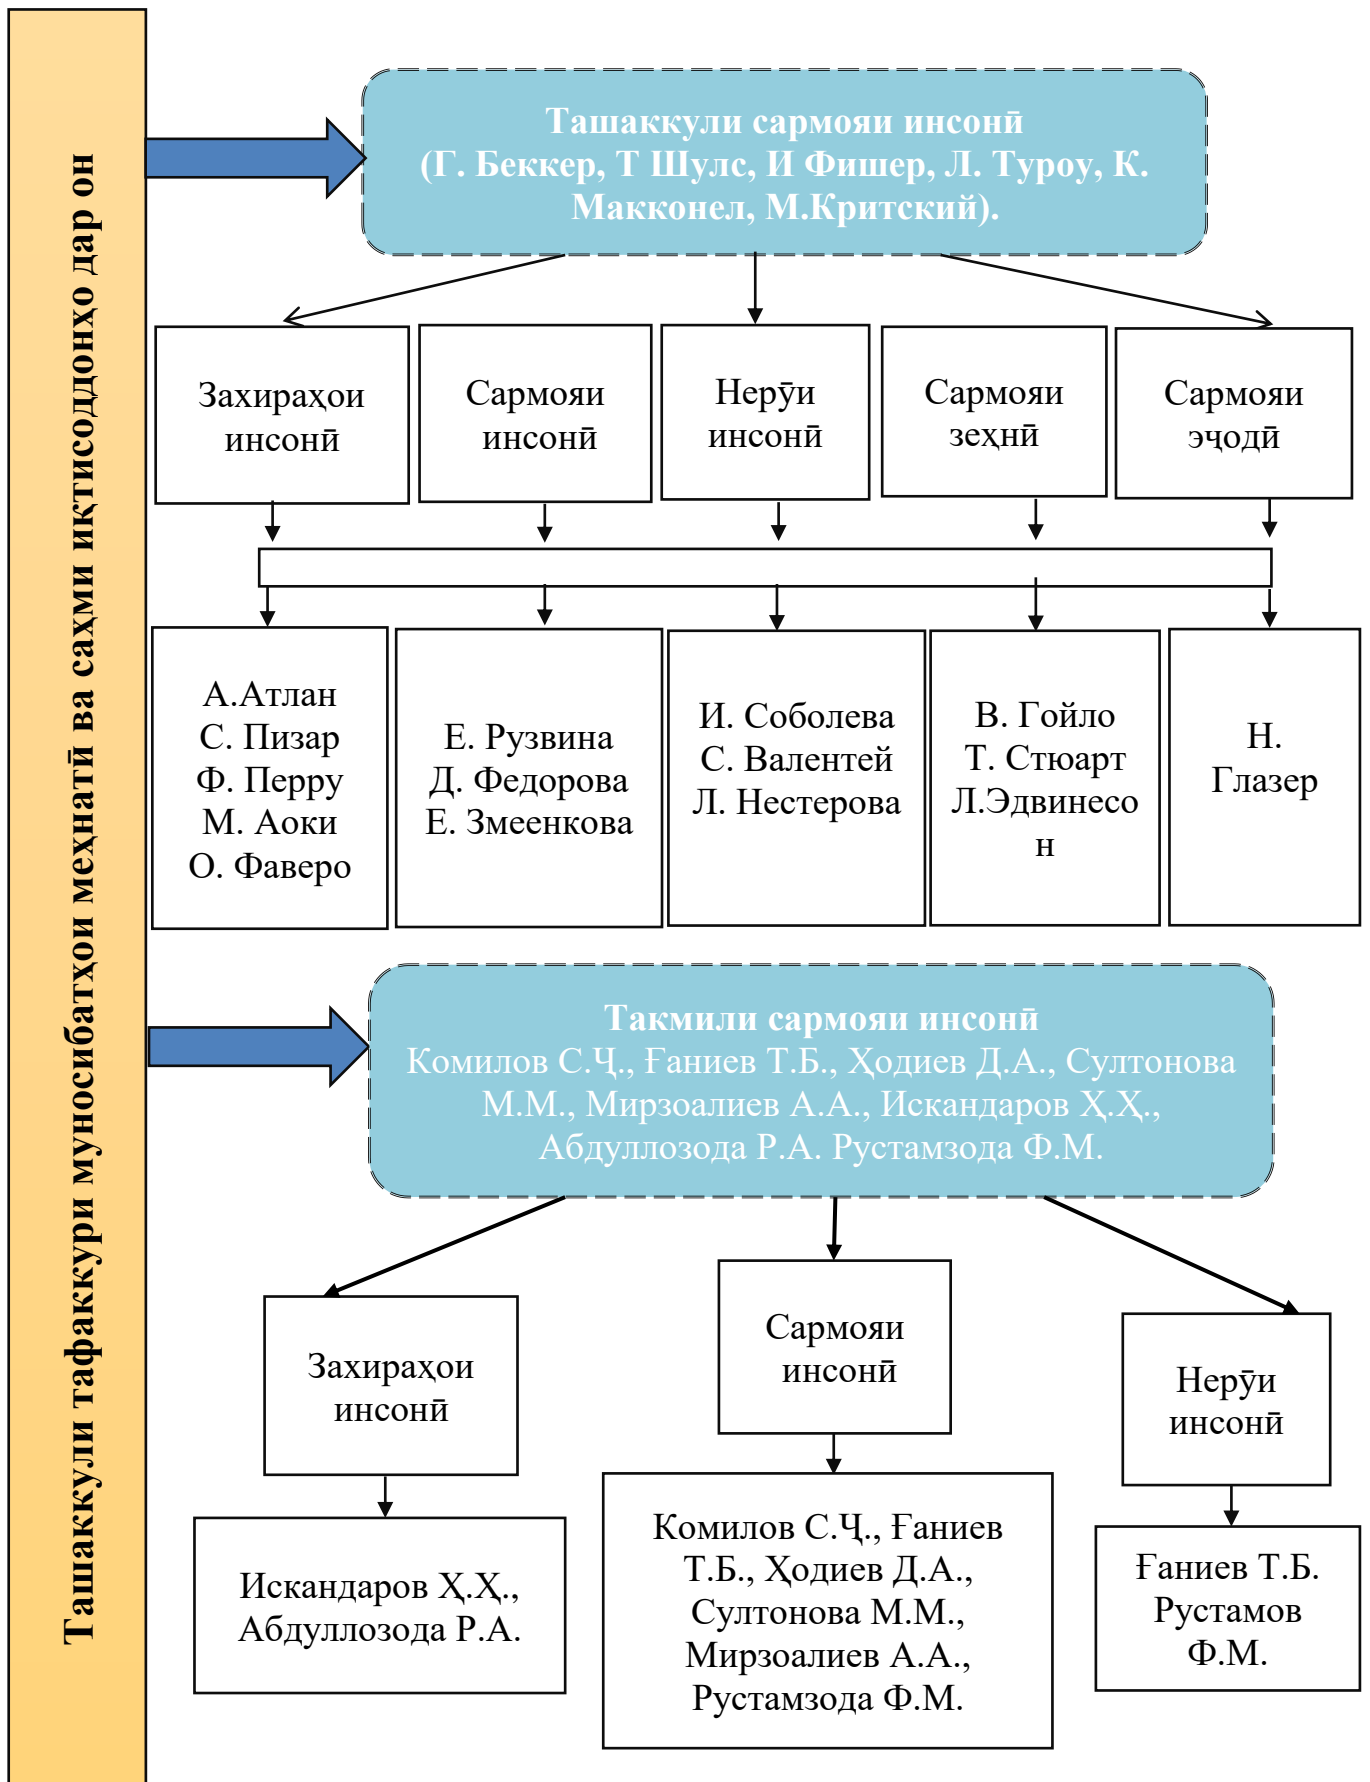 Ташаккули тафаккури муносибатҳои меҳнатӣ ва саҳми иқтисоддонҳо дар он
Ташаккули сармояи инсонӣ
(Г. Беккер, Т Шулс, И Фишер, Л. Туроу, К.
Макконел, М.Критский).
Захираҳои
инсонӣ
Сармояи
инсонӣ
Нерӯи
инсонӣ
Сармояи
зеҳнӣ
Сармояи
эҷодӣ
А.Атлан
С. Пизар
Ф. Перру
М. Аоки
О. Фаверо
Е. Рузвина
Д. Федорова
Е. Змеенкова
И. Соболева
С. Валентей
Л. Нестерова
В. Гойло
Т. Стюарт
Л.Эдвинесо
н
Н.
Глазер
Такмили сармояи инсонӣ
Комилов С.Ҷ., Ғаниев Т.Б., Ҳодиев Д.А., Султонова
М.М., Мирзоалиев А.А., Искандаров Ҳ.Ҳ.,
Абдуллозода Р.А. Рустамзода Ф.М.
Захираҳои
инсонӣ
Сармояи
инсонӣ
Нерӯи
инсонӣ
Искандаров Ҳ.Ҳ.,
Абдуллозода Р.А.
Комилов С.Ҷ., Ғаниев
Т.Б., Ҳодиев Д.А.,
Султонова М.М.,
Мирзоалиев А.А.,
Рустамзода Ф.М.
Ғаниев Т.Б.
Рустамов
Ф.М.